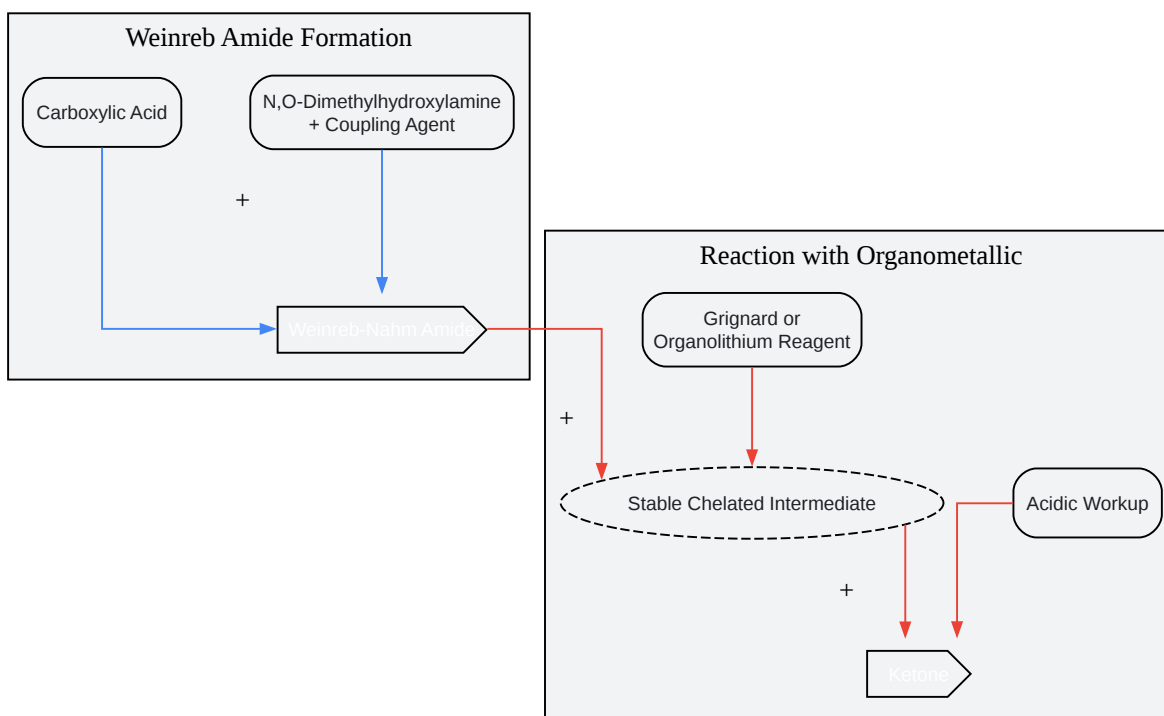 Weinreb Amide Formation
Carboxylic Acid
N,O-Dimethylhydroxylamine
+ Coupling Agent
+
Weinreb-Nahm Amide
Reaction with Organometallic
Grignard or
Organolithium Reagent
+
Stable Chelated Intermediate
Acidic Workup
+
Ketone